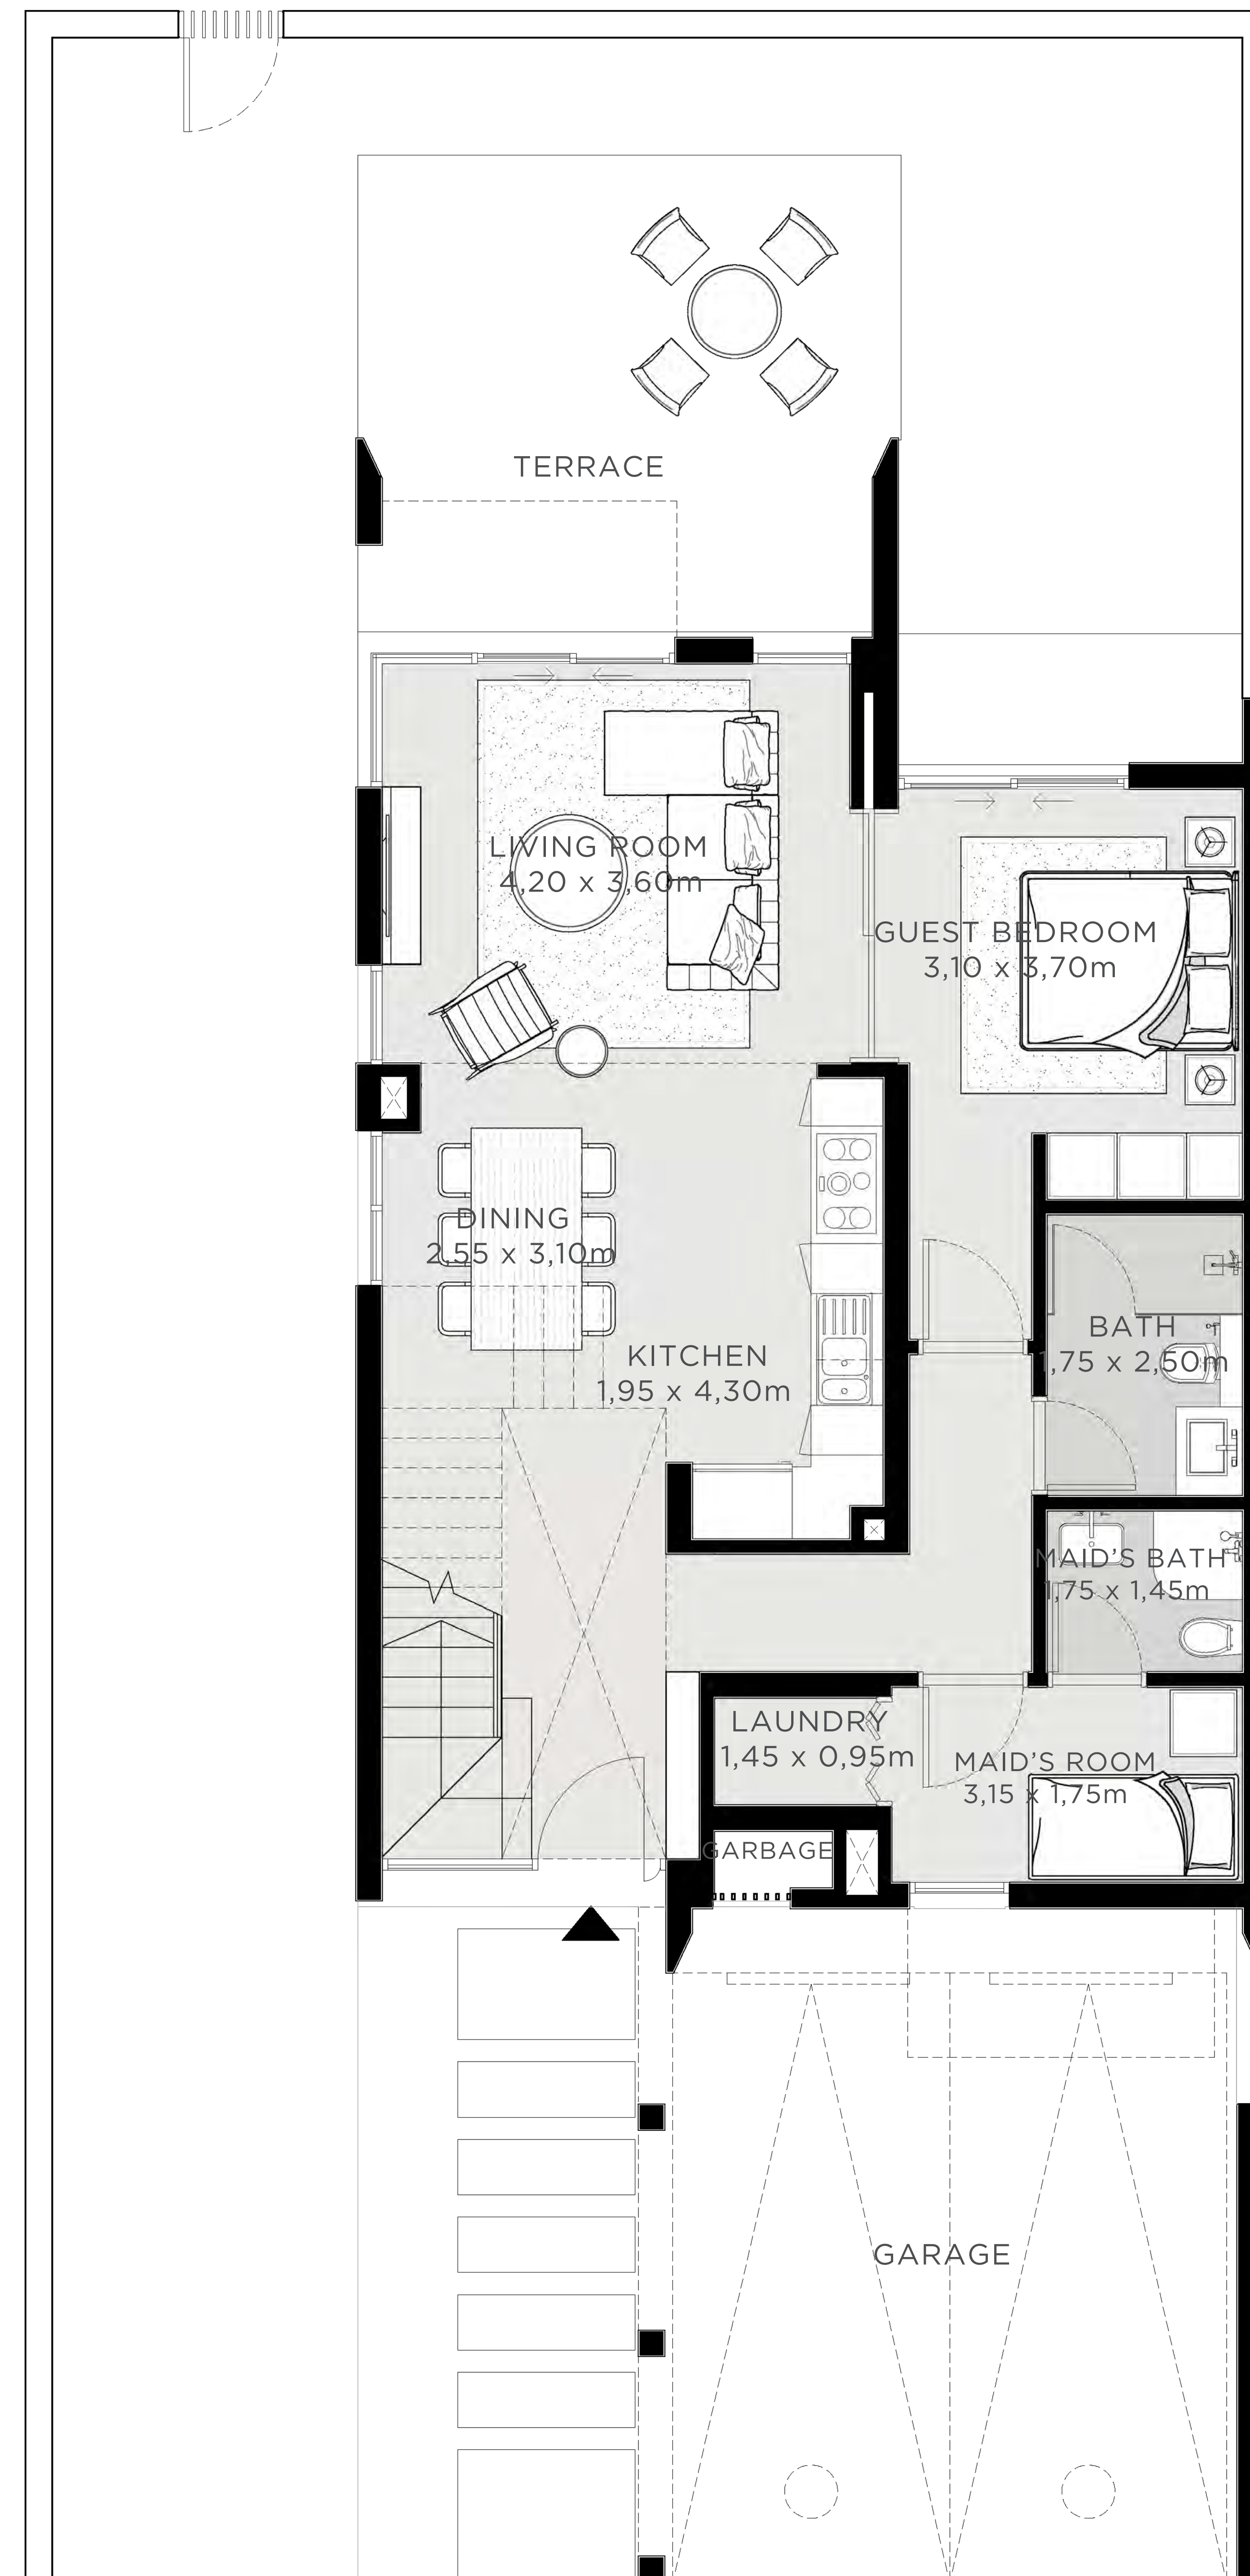 TERRACE
LIVING ROOM
4,20 x 3,60m
GUEST BEDROOM
3,10 x 3,70m
DINING
2,55 x 3,10m
KITCHEN
1,95 x 4,30m
BATH
1,75 x 2,50m
MAID'S BATH
1,75 x 1,45m
LAUNDRY
1,45 x 0,95m
MAID'S ROOM
3,15 x 1,75m
GARBAGE
GARAGE